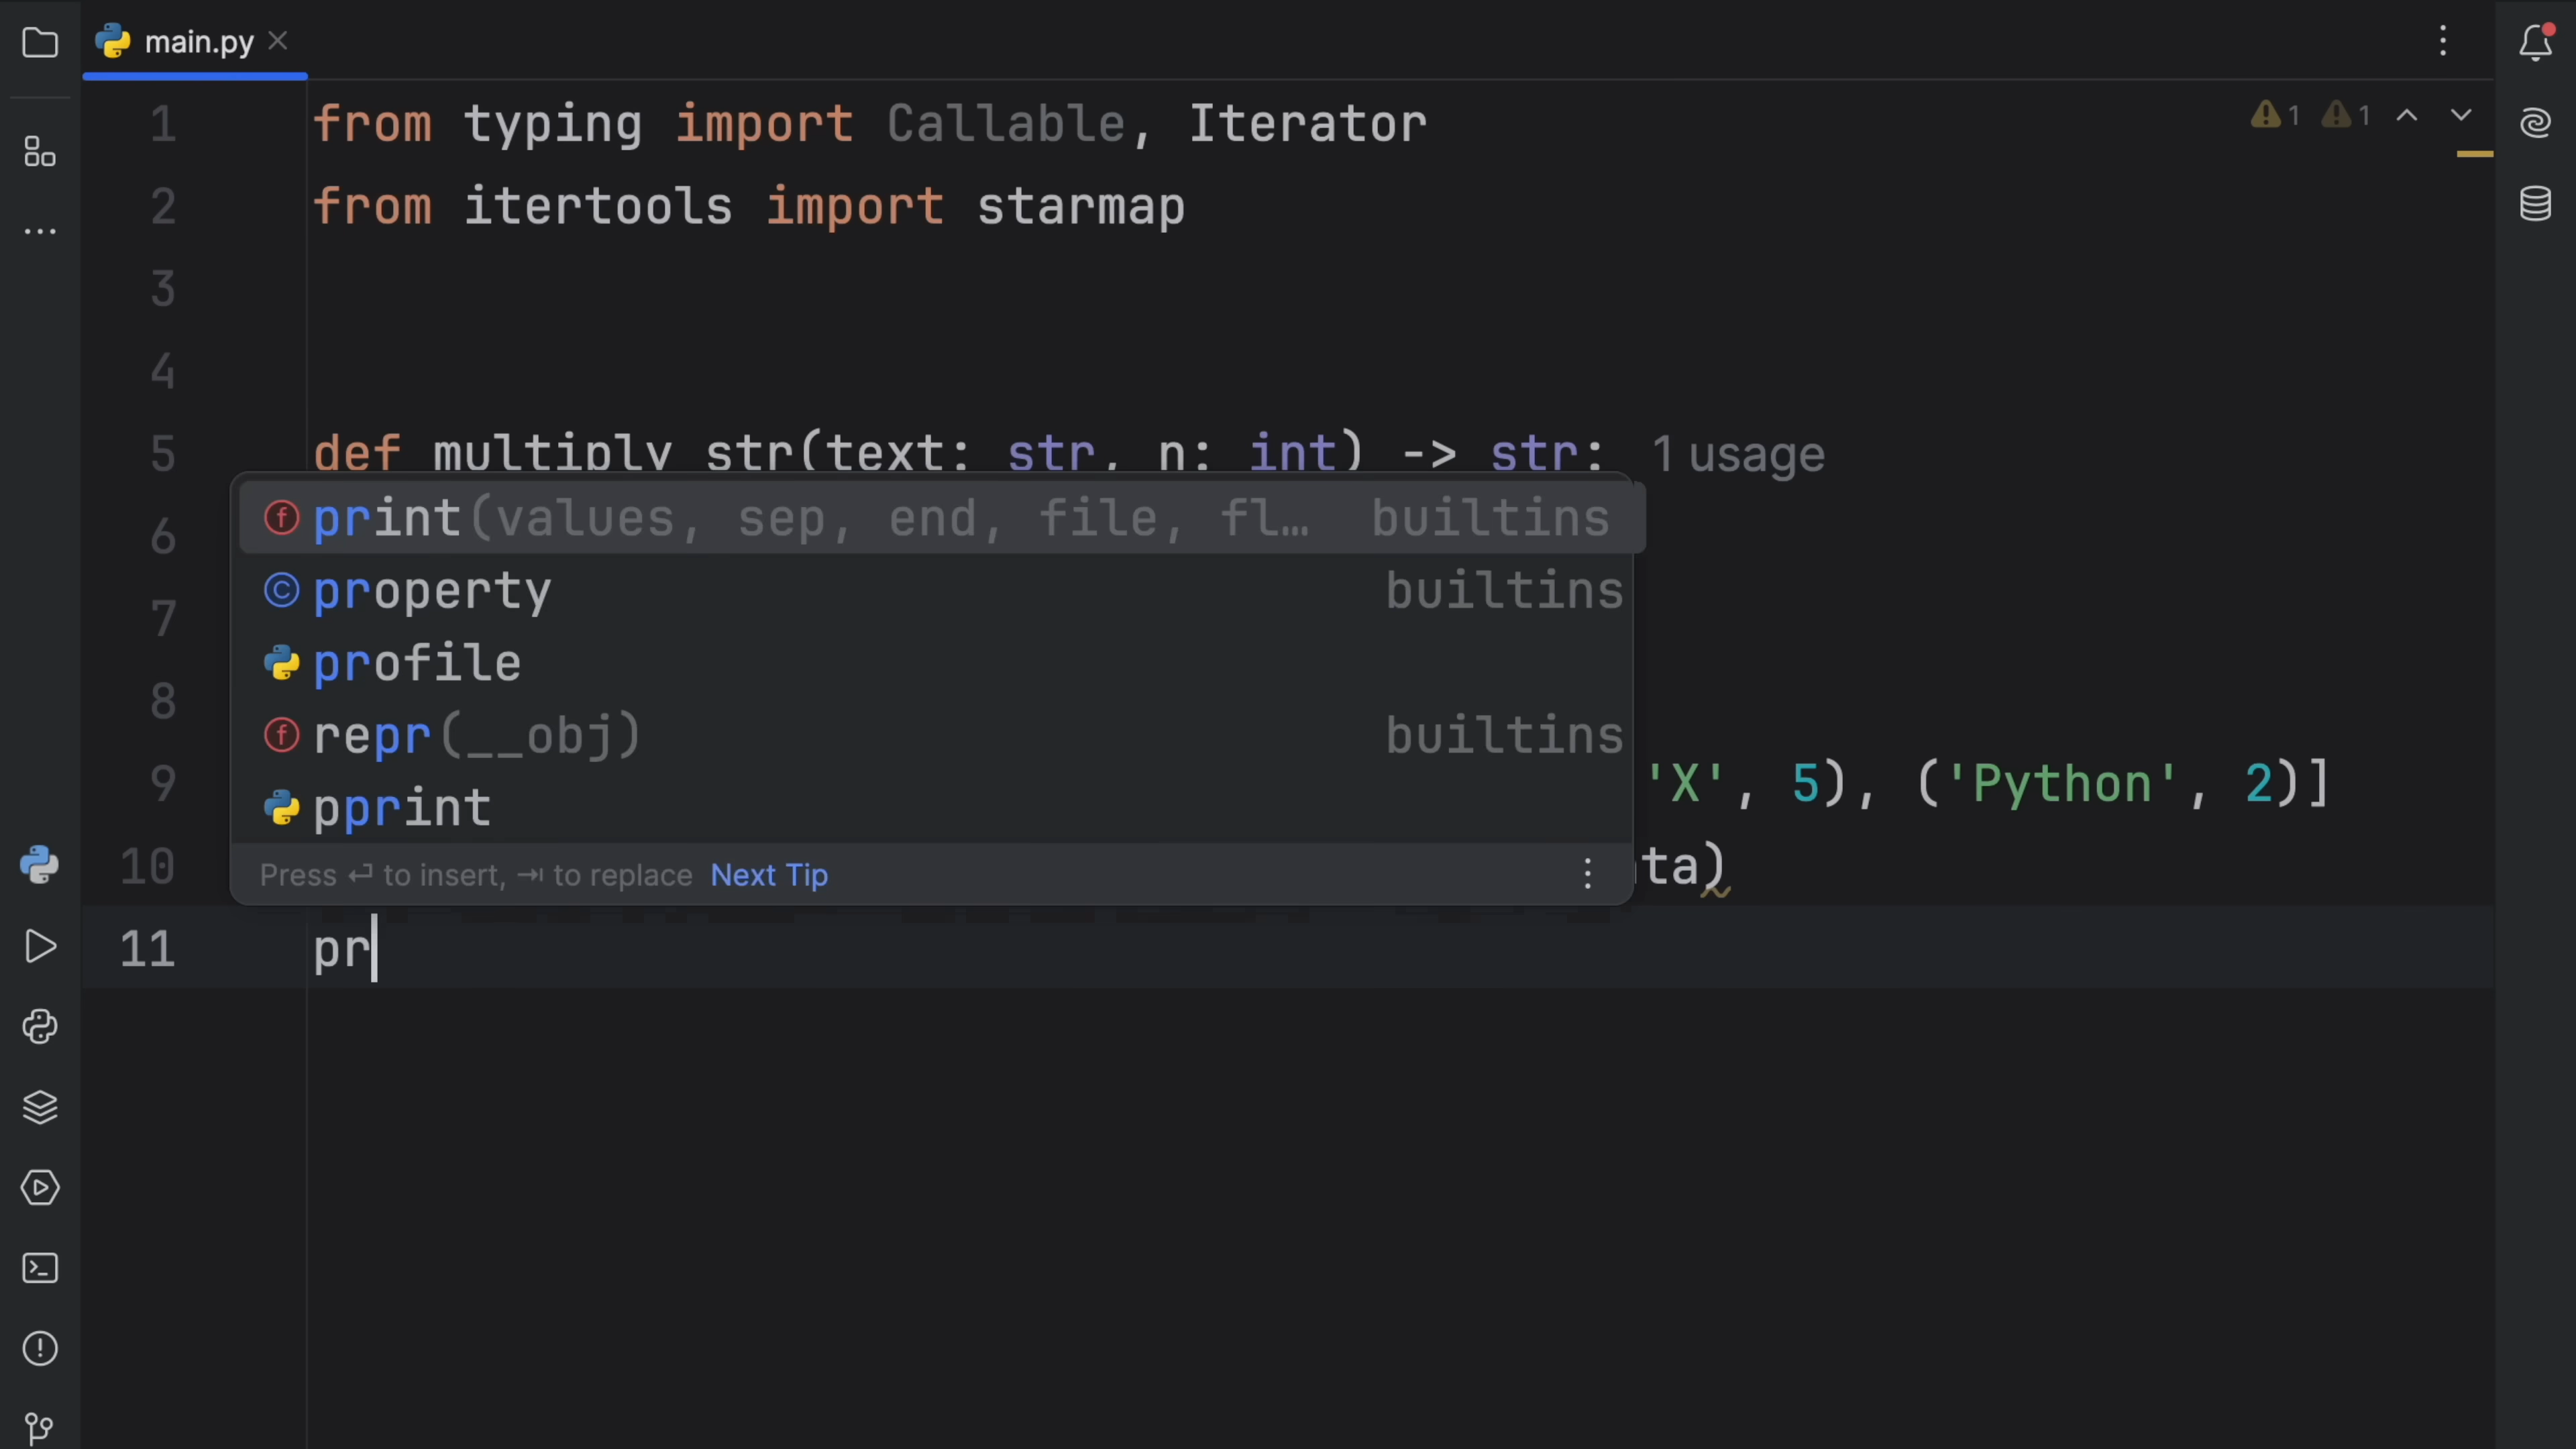 main.py
1 from typing import Callable, Iterator
1 1
2 from itertools import starmap
3
4
5 def multiply_str(text: str, n: int) -> str: 1 usage
6 print(values, sep, end, file, fl… builtins
property builtins
7 profile
8 repr(__obj) builtins
9 'X', 5), ('Python', 2)]
pprint
10 ta)
Press ⏎ to insert, ⇥ to replace Next Tip
11 pr